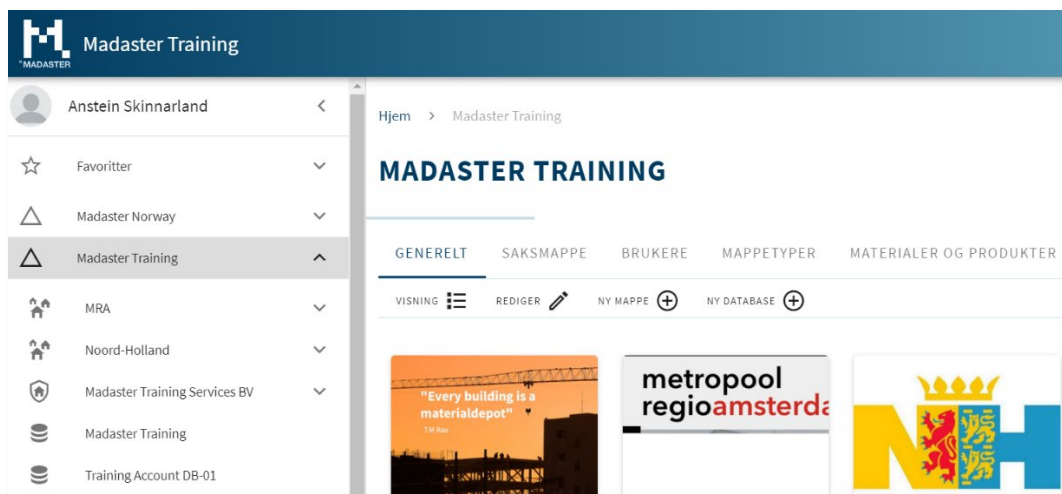 M.
®MADASTER
Madaster Training
Anstein Skinnarland
Favoritter
Madaster Norway
Madaster Training
MRA
Noord-Holland
Madaster Training Services BV
Madaster Training
Training Account DB-01
Hjem > Madaster Training
MADASTER TRAINING
GENERELT SAKSMAPPE BRUKERE MAPPETYPER MATERIALER OG PRODUKTER
VISNING REDIGER NY MAPPE NY DATABASE
"Every building is a
materialdepot"
T.M Rau
metropool
regioamsterda
NH